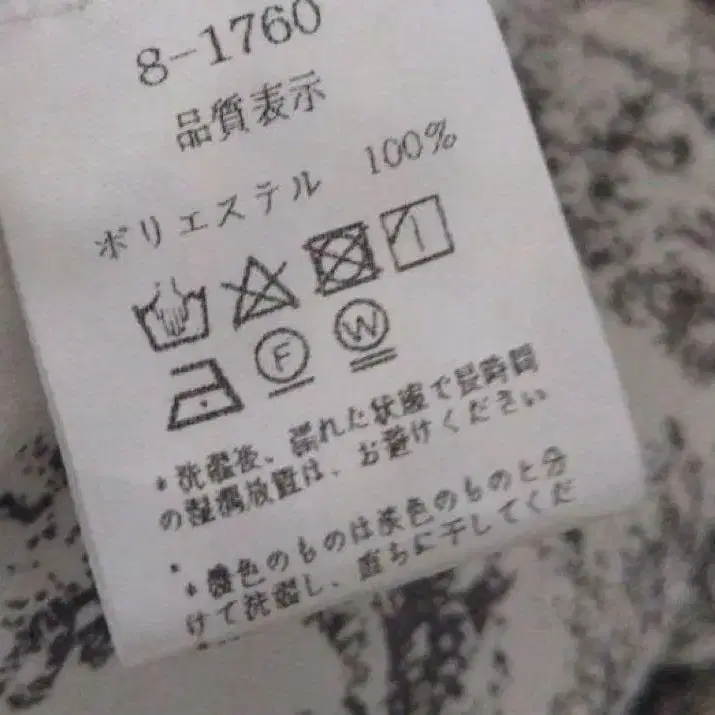 8-1760
品質表示
ポリエステル 100%
F W
*洗濯後、濡れた状態で長時間
の放置は、お避けください
*濃色のものは淡色のものと分
けて洗濯し、直ちに干してくだ